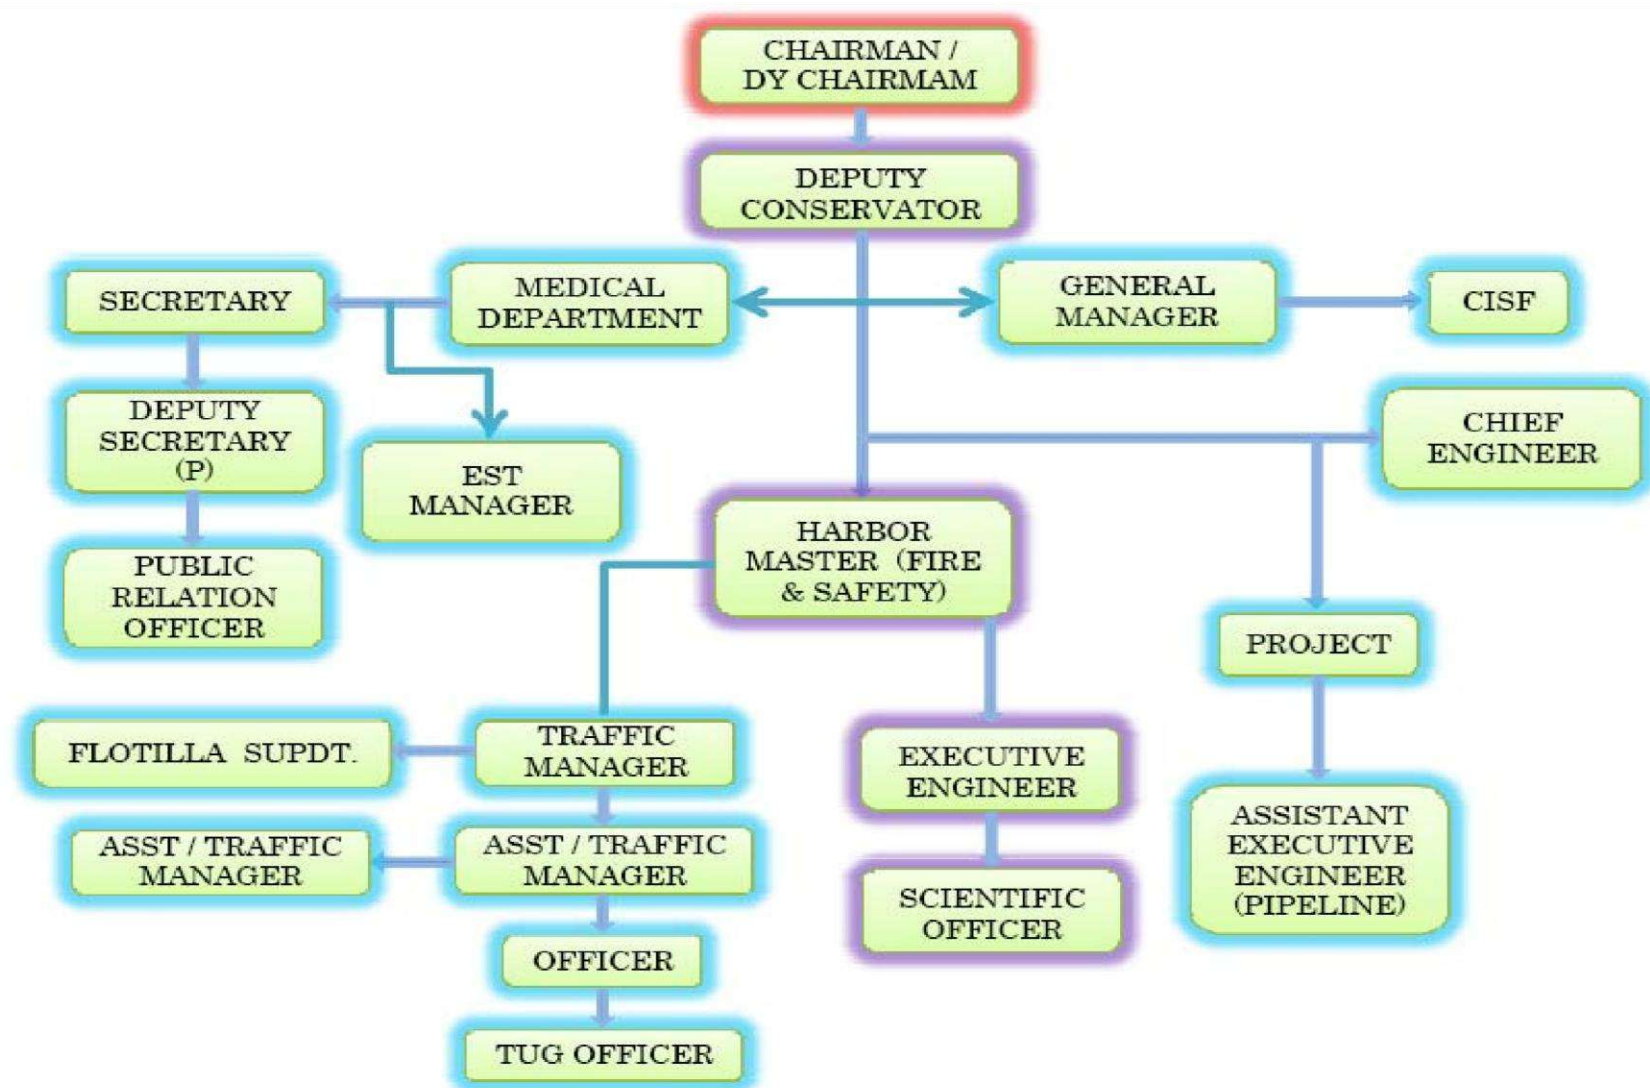 CHAIRMAN /
DY CHAIRMAM
DEPUTY
CONSERVATOR
SECRETARY
MEDICAL
DEPARTMENT
GENERAL
MANAGER
CISF
DEPUTY
SECRETARY
(P)
EST
MANAGER
CHIEF
ENGINEER
PUBLIC
RELATION
OFFICER
HARBOR
MASTER (FIRE
& SAFETY)
PROJECT
FLOTILLA SUPDT.
TRAFFIC
MANAGER
EXECUTIVE
ENGINEER
ASSISTANT
EXECUTIVE
ENGINEER
(PIPELINE)
ASST / TRAFFIC
MANAGER
ASST / TRAFFIC
MANAGER
SCIENTIFIC
OFFICER
OFFICER
TUG OFFICER